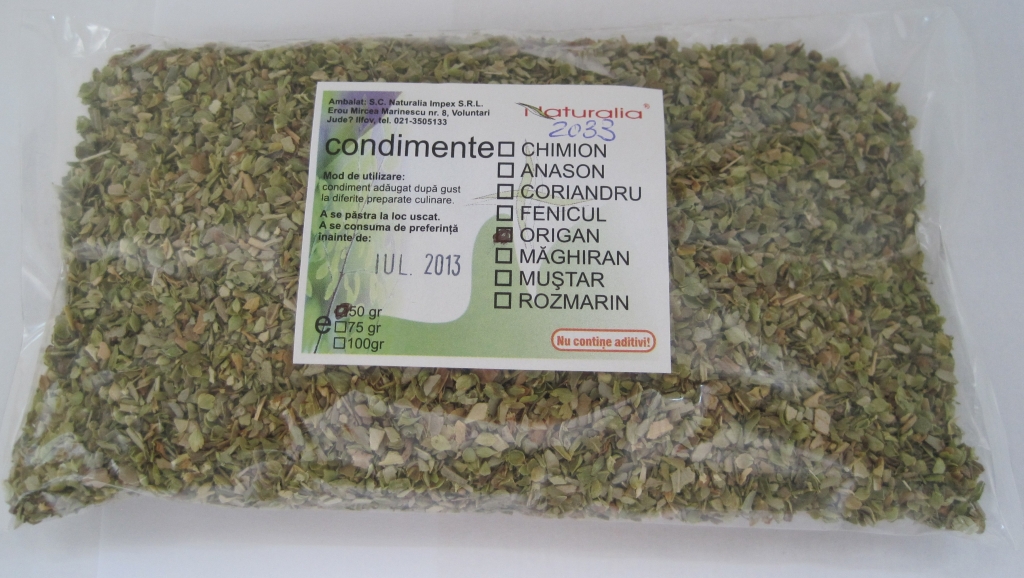 Ambalat: S.C. Naturalia Impex S.R.L.
Erou Mircea Marinescu nr. 8, Voluntari
Jude? Ilfov, tel. 021-3505133
Naturalia®
2033
condimente
Mod de utilizare:
condiment adăugat după gust
la diferite preparate culinare.
A se păstra la loc uscat.
A se consuma de preferință
înainte de:
IUL. 2013
50 gr
e 75 gr
100gr
CHIMION
ANASON
CORIANDRU
FENICUL
ORIGAN
MĂGHIRAN
MUŞTAR
ROZMARIN
Nu conține aditivi!